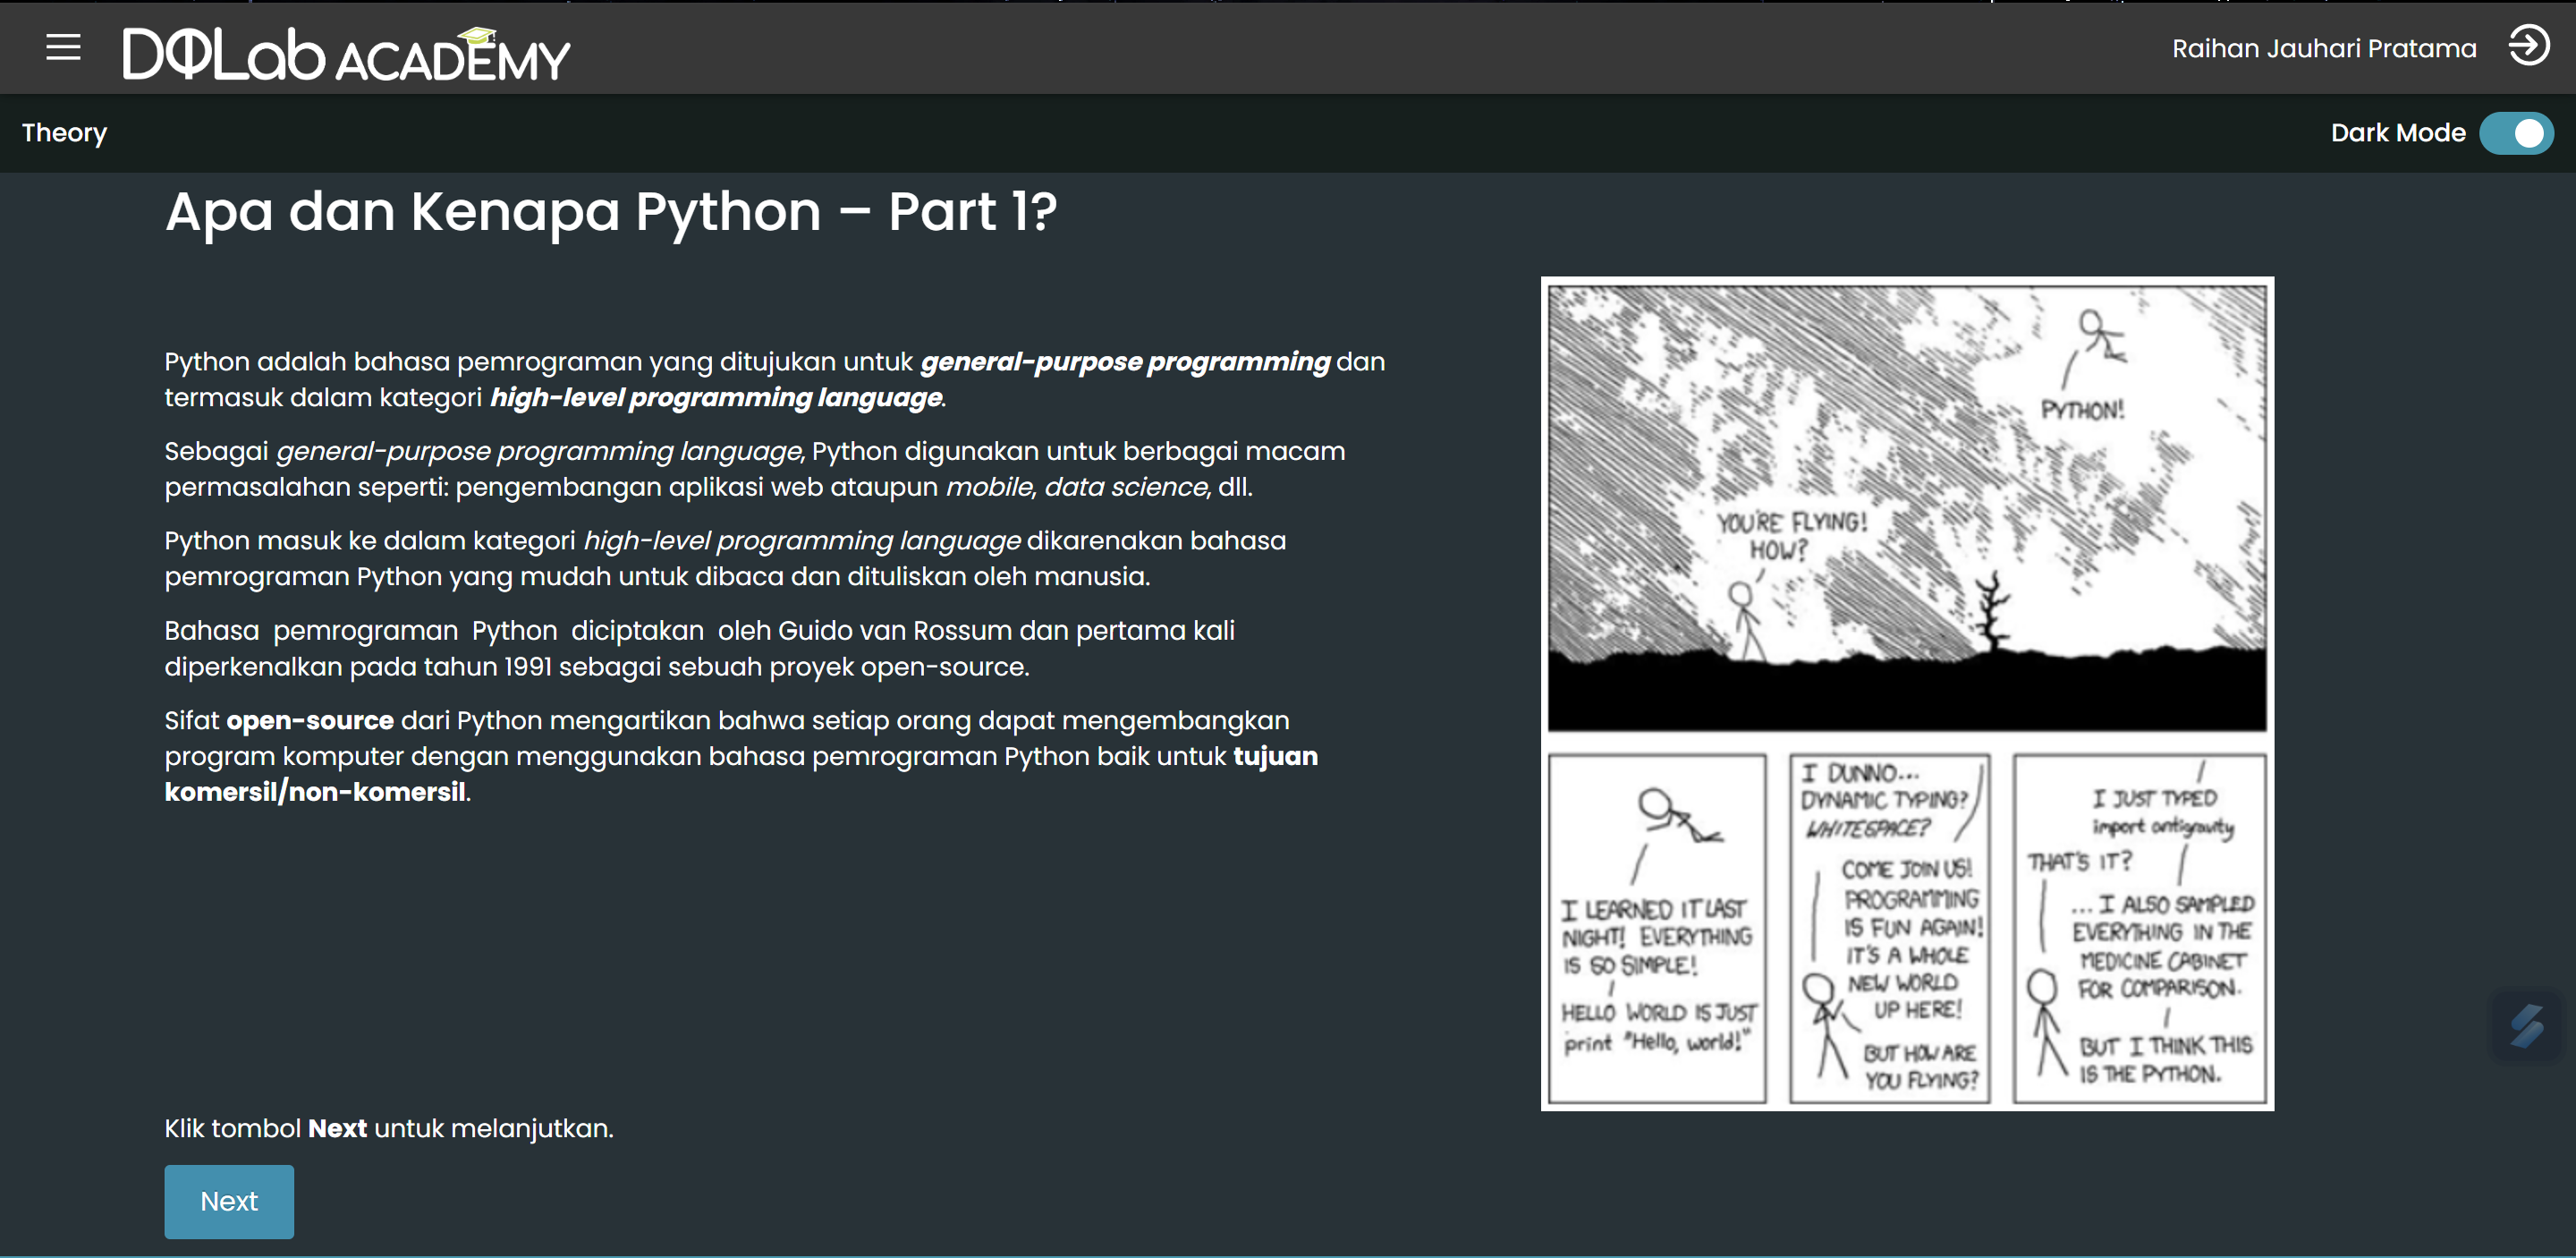 DQLab ACADEMY
Raihan Jauhari Pratama
Theory
Dark Mode
Apa dan Kenapa Python – Part 1?
Python adalah bahasa pemrograman yang ditujukan untuk general-purpose programming dan
termasuk dalam kategori high-level programming language.
Sebagai general-purpose programming language, Python digunakan untuk berbagai macam
permasalahan seperti: pengembangan aplikasi web ataupun mobile, data science, dll.
Python masuk ke dalam kategori high-level programming language dikarenakan bahasa
pemrograman Python yang mudah untuk dibaca dan dituliskan oleh manusia.
Bahasa pemrograman Python diciptakan oleh Guido van Rossum dan pertama kali
diperkenalkan pada tahun 1991 sebagai sebuah proyek open-source.
Sifat open-source dari Python mengartikan bahwa setiap orang dapat mengembangkan
program komputer dengan menggunakan bahasa pemrograman Python baik untuk tujuan
komersil/non-komersil.
Klik tombol Next untuk melanjutkan.
Next
PYTHON!
YOU'RE FLYING!
HOW?
I LEARNED IT LAST
NIGHT! EVERYTHING
IS SO SIMPLE!
HELLO WORLD IS JUST
print "Hello, world!"
I DUNNO...
DYNAMIC TYPING?
WHITESPACE?
COME JOIN US!
PROGRAMMING
IS FUN AGAIN!
IT'S A WHOLE
NEW WORLD
UP HERE!
BUT HOW ARE
YOU FLYING?
I JUST TYPED
import antigravity
THAT'S IT?
... I ALSO SAMPLED
EVERYTHING IN THE
MEDICINE CABINET
FOR COMPARISON.
BUT I THINK THIS
IS THE PYTHON.